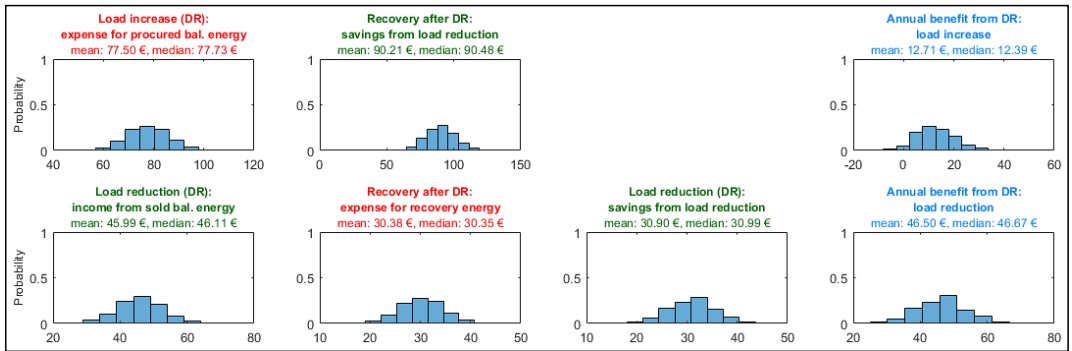 Load increase (DR):
expense for procured bal. energy
mean: 77.50 €, median: 77.73 €
Probability
1
0.5
0
40 60 80 100 120
Recovery after DR:
savings from load reduction
mean: 90.21 €, median: 90.48 €
1
0.5
0
0 50 100 150
Annual benefit from DR:
load increase
mean: 12.71 €, median: 12.39 €
1
0.5
0
-20 0 20 40 60
Load reduction (DR):
income from sold bal. energy
mean: 45.99 €, median: 46.11 €
Probability
1
0.5
0
20 40 60 80
Recovery after DR:
expense for recovery energy
mean: 30.38 €, median: 30.35 €
1
0.5
0
10 20 30 40 50
Load reduction (DR):
savings from load reduction
mean: 30.90 €, median: 30.99 €
1
0.5
0
10 20 30 40 50
Annual benefit from DR:
load reduction
mean: 46.50 €, median: 46.67 €
1
0.5
0
20 40 60 80